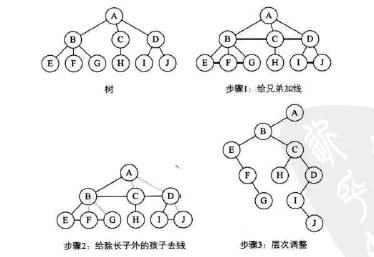 A A
B C D B C D
E F G H I J E F G H I J
树 步骤1：给兄弟加线
A
B
A E C
B C D F H D
E F G H I J G I
J
步骤2：给除长子外的孩子去线 步骤3：层次调整